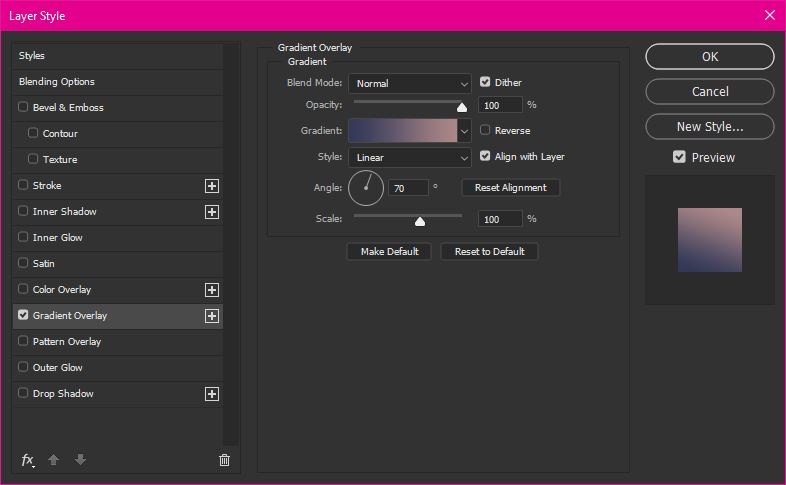 Layer Style
Styles
Blending Options
Bevel & Emboss
Contour
Texture
Stroke
Inner Shadow
Inner Glow
Satin
Color Overlay
Gradient Overlay
Pattern Overlay
Outer Glow
Drop Shadow
fx
Gradient Overlay
Gradient
Blend Mode: Normal Dither
Opacity: 100 %
Gradient: Reverse
Style: Linear Align with Layer
Angle: 70 ° Reset Alignment
Scale: 100 %
Make Default Reset to Default
OK
Cancel
New Style...
Preview